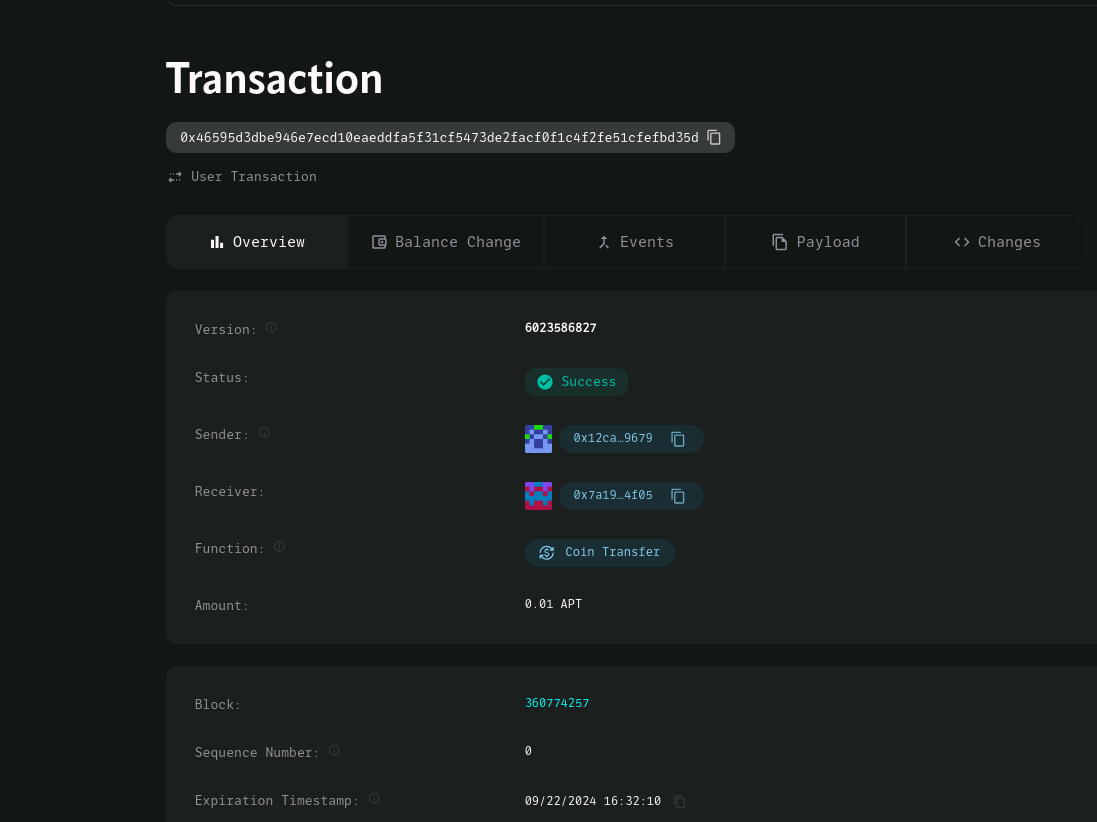 Transaction
0x46595d3dbe946e7ecd10eaeddfa5f31cf5473de2facf0f1c4f2fe51cfefbd35d
User Transaction
Overview Balance Change Events Payload Changes
Version: 6023586827
Status: Success
Sender: 0x12ca…9679
Receiver: 0x7a19…4f05
Function: Coin Transfer
Amount: 0.01 APT
Block: 360774257
Sequence Number: 0
Expiration Timestamp: 09/22/2024 16:32:10